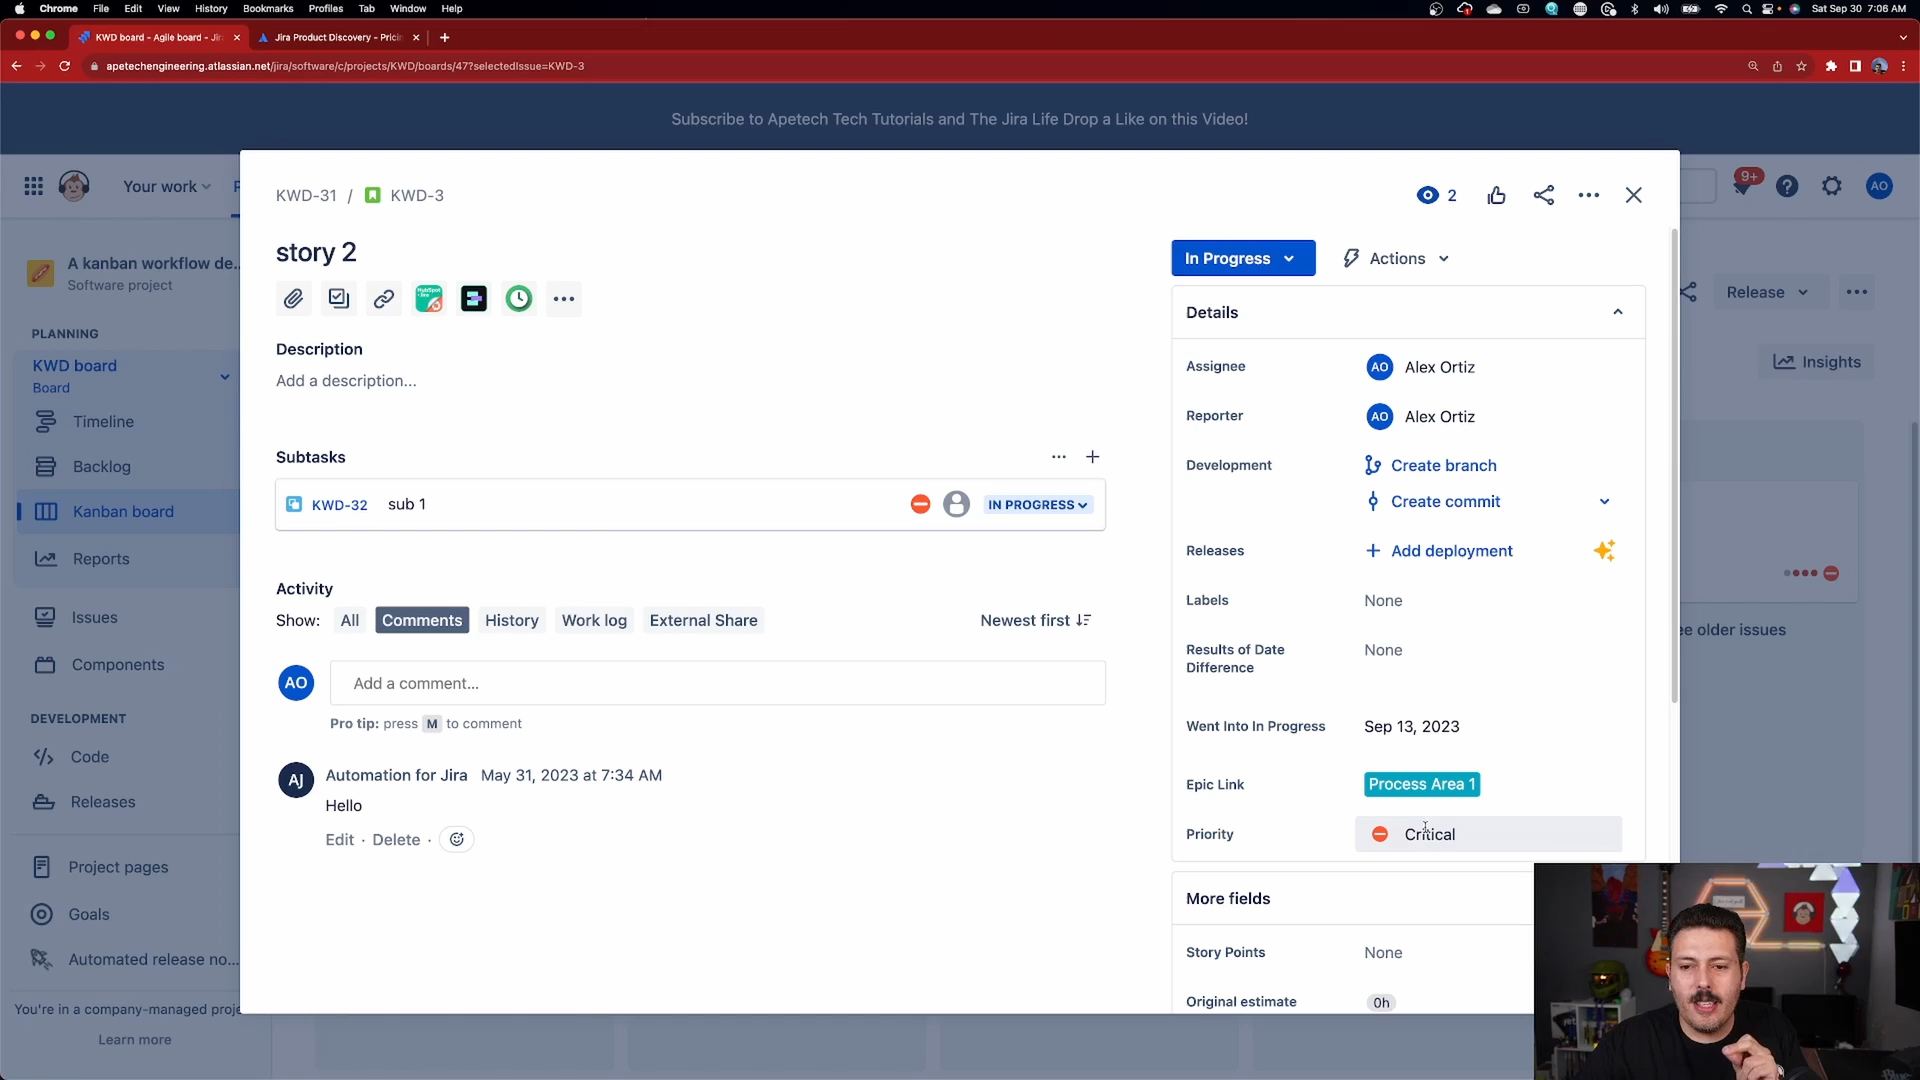 Chrome File Edit View History Bookmarks Profiles Tab Window Help
Sat Sep 30 7:06 AM
KWD board - Agile board - Jir
Jira Product Discovery - Pricin
apetechengineering.atlassian.net/jira/software/c/projects/KWD/boards/47?selectedIssue=KWD-3
Subscribe to Apetech Tech Tutorials and The Jira Life Drop a Like on this Video!
Your work
9+
AO
A kanban workflow de...
Software project
PLANNING
KWD board
Board
Timeline
Backlog
Kanban board
Reports
Issues
Components
DEVELOPMENT
Code
Releases
Project pages
Goals
Automated release no...
You're in a company-managed proje
Learn more
KWD-31 / KWD-3
2
story 2
Description
Add a description...
Subtasks
KWD-32 sub 1 IN PROGRESS
Activity
Show: All Comments History Work log External Share Newest first
AO Add a comment...
Pro tip: press M to comment
AJ Automation for Jira May 31, 2023 at 7:34 AM
Hello
Edit · Delete ·
In Progress Actions
Details
Assignee AO Alex Ortiz
Reporter AO Alex Ortiz
Development Create branch
Create commit
Releases + Add deployment
Labels None
Results of Date None
Difference
Went Into In Progress Sep 13, 2023
Epic Link Process Area 1
Priority Critical
More fields
Story Points None
Original estimate 0h
Release
Insights
ee older issues